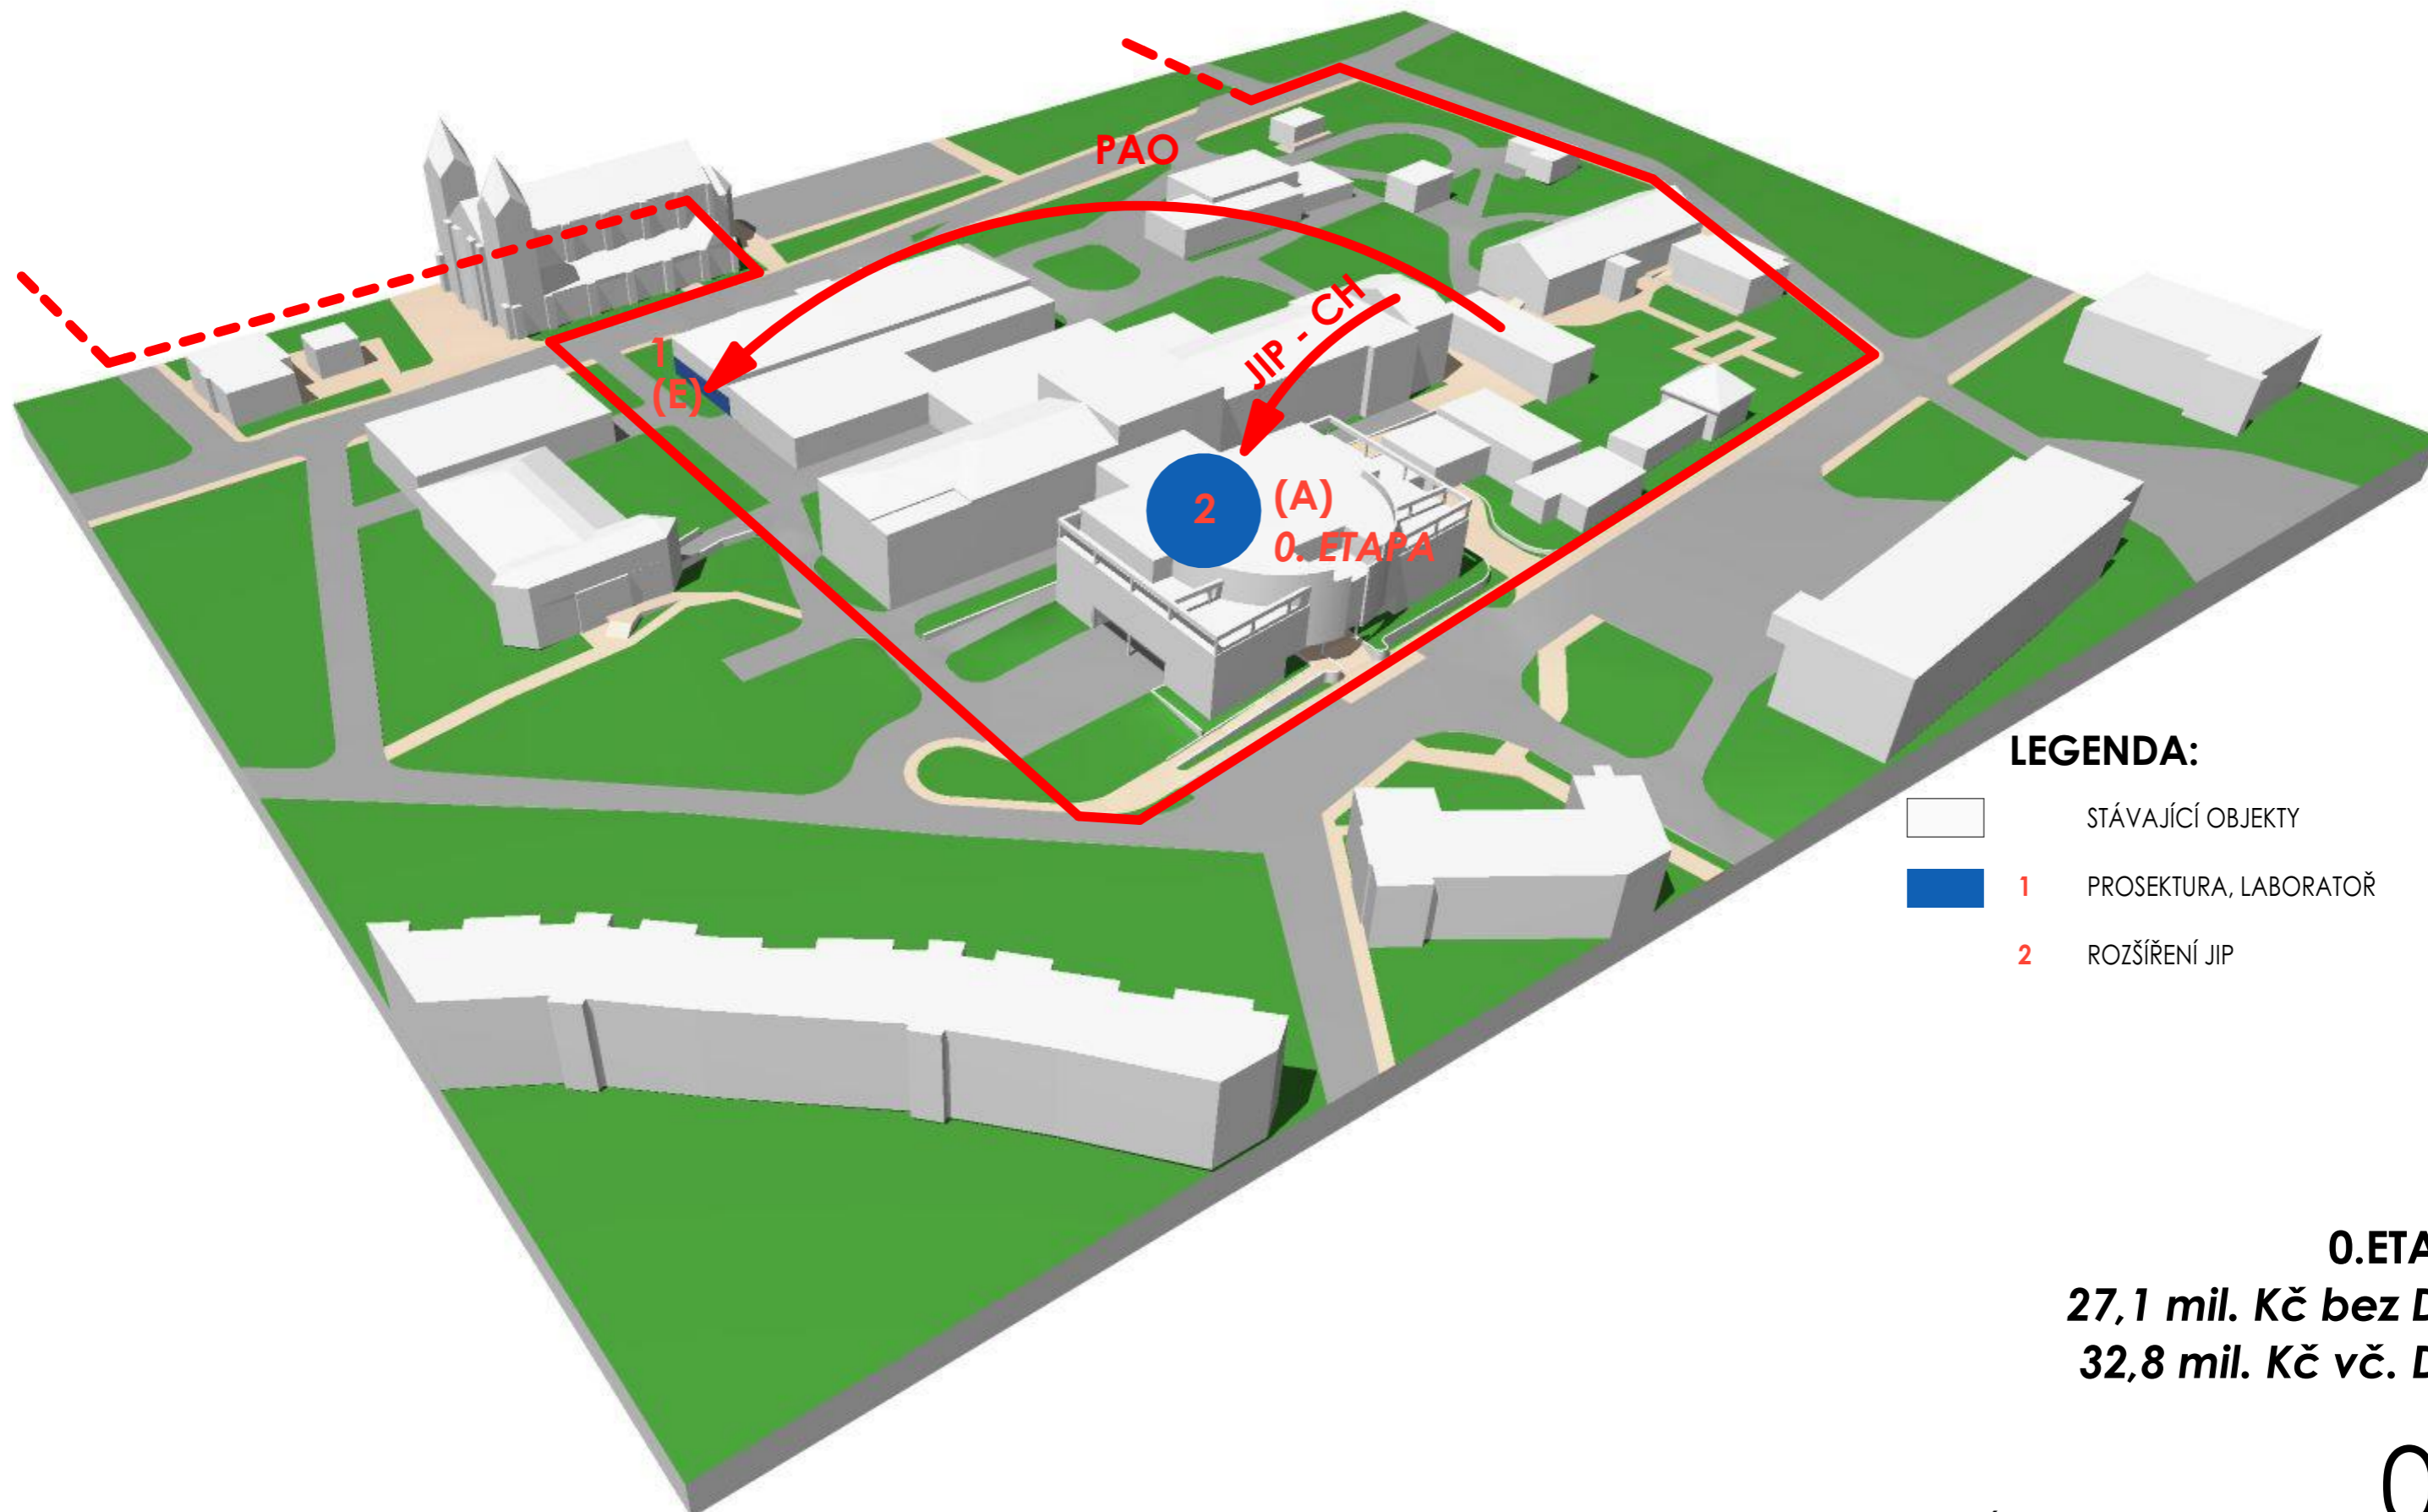 PAO
JIP - CH
1
(E)
2
(A)
0. ETAPA
LEGENDA:
STÁVAJÍCÍ OBJEKTY
1 PROSEKTURA, LABORATOŘ
2 ROZŠÍŘENÍ JIP
27,1 mil. Kč bez
32,8 mil. Kč vč.